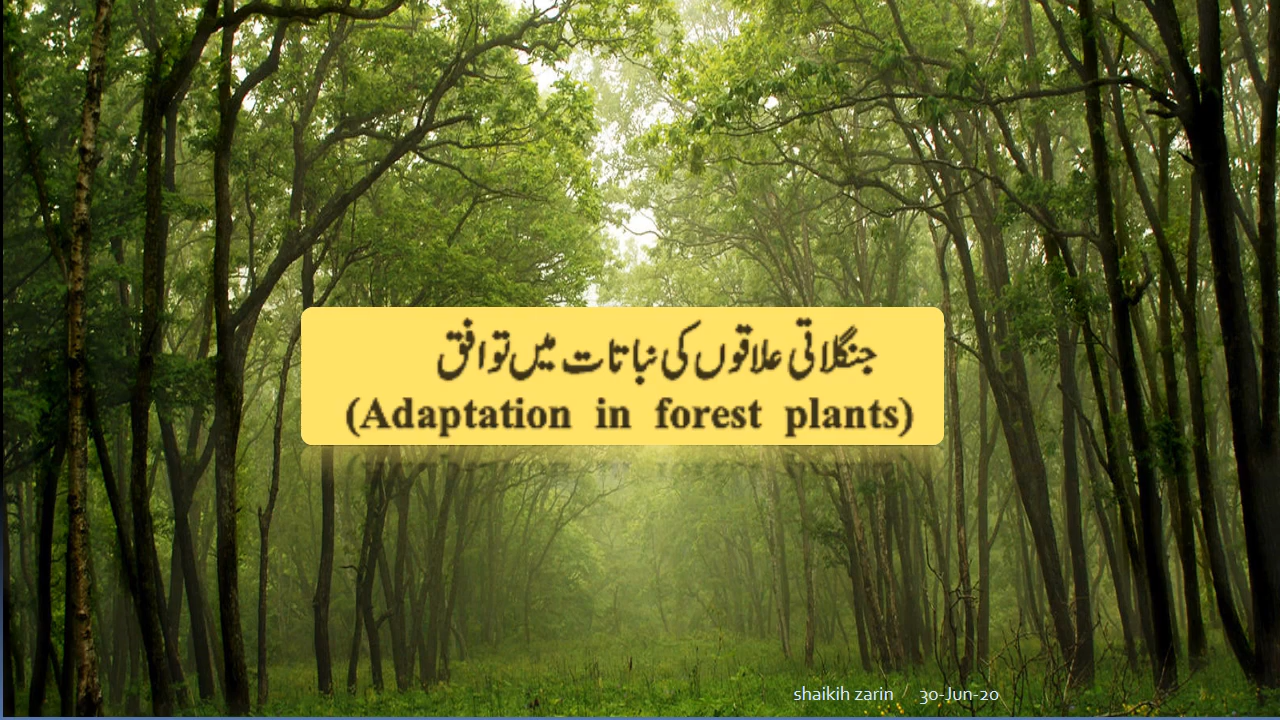 جنگلاتی علاقوں کی نباتات میں توافق
(Adaptation in forest plants)
shaikih zarin / 30-Jun-20